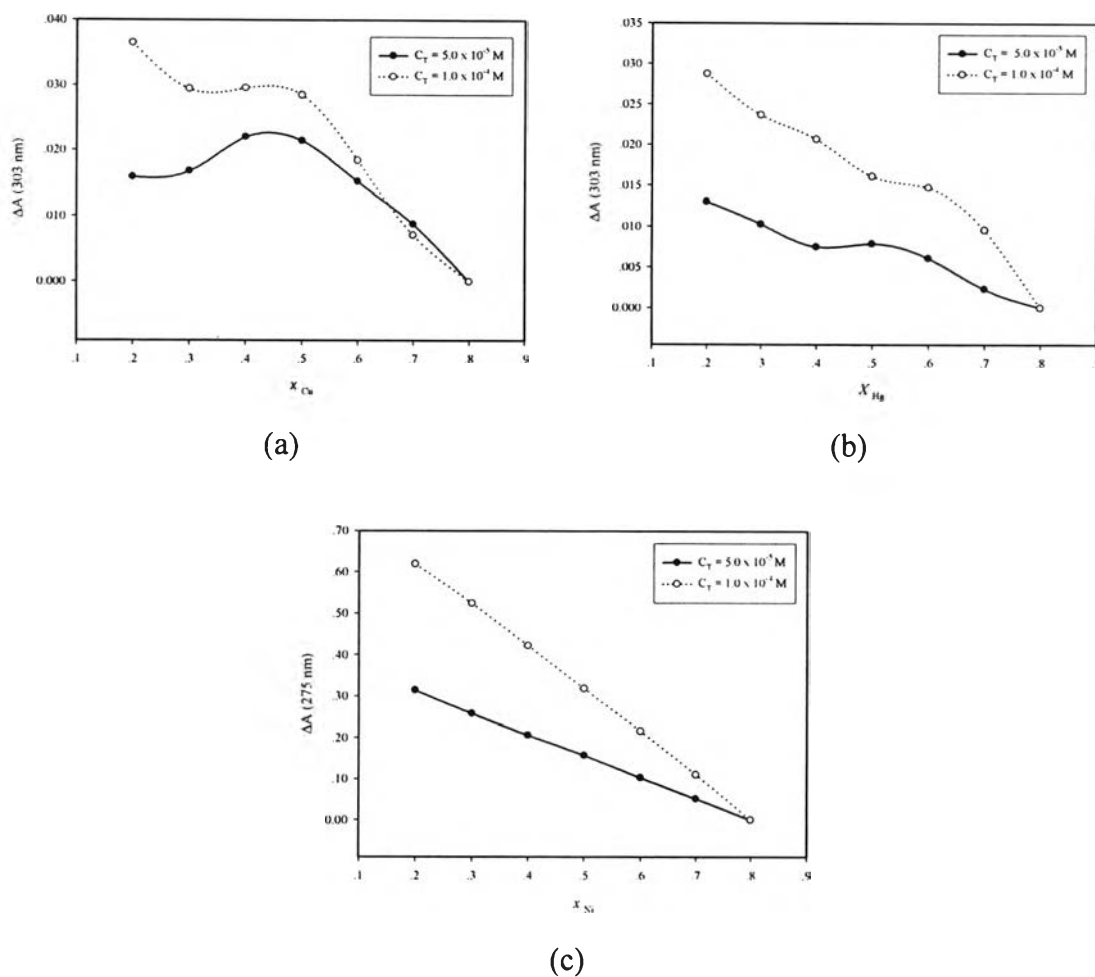 .040
.030
.020
.010
0.000
ΔA (303 nm)
C_T = 5.0 x 10^-5 M
C_T = 1.0 x 10^-4 M
.1 .2 .3 .4 .5 .6 .7 .8 .9
x Cu
(a)
.035
.030
.025
.020
.015
.010
.005
0.000
ΔA (303 nm)
C_T = 5.0 x 10^-5 M
C_T = 1.0 x 10^-4 M
.1 .2 .3 .4 .5 .6 .7 .8
X Hg
(b)
.70
.60
.50
.40
.30
.20
.10
0.00
ΔA (275 nm)
C_T = 5.0 x 10^-5 M
C_T = 1.0 x 10^-4 M
.1 .2 .3 .4 .5 .6 .7 .8 .9
x Ni
(c)